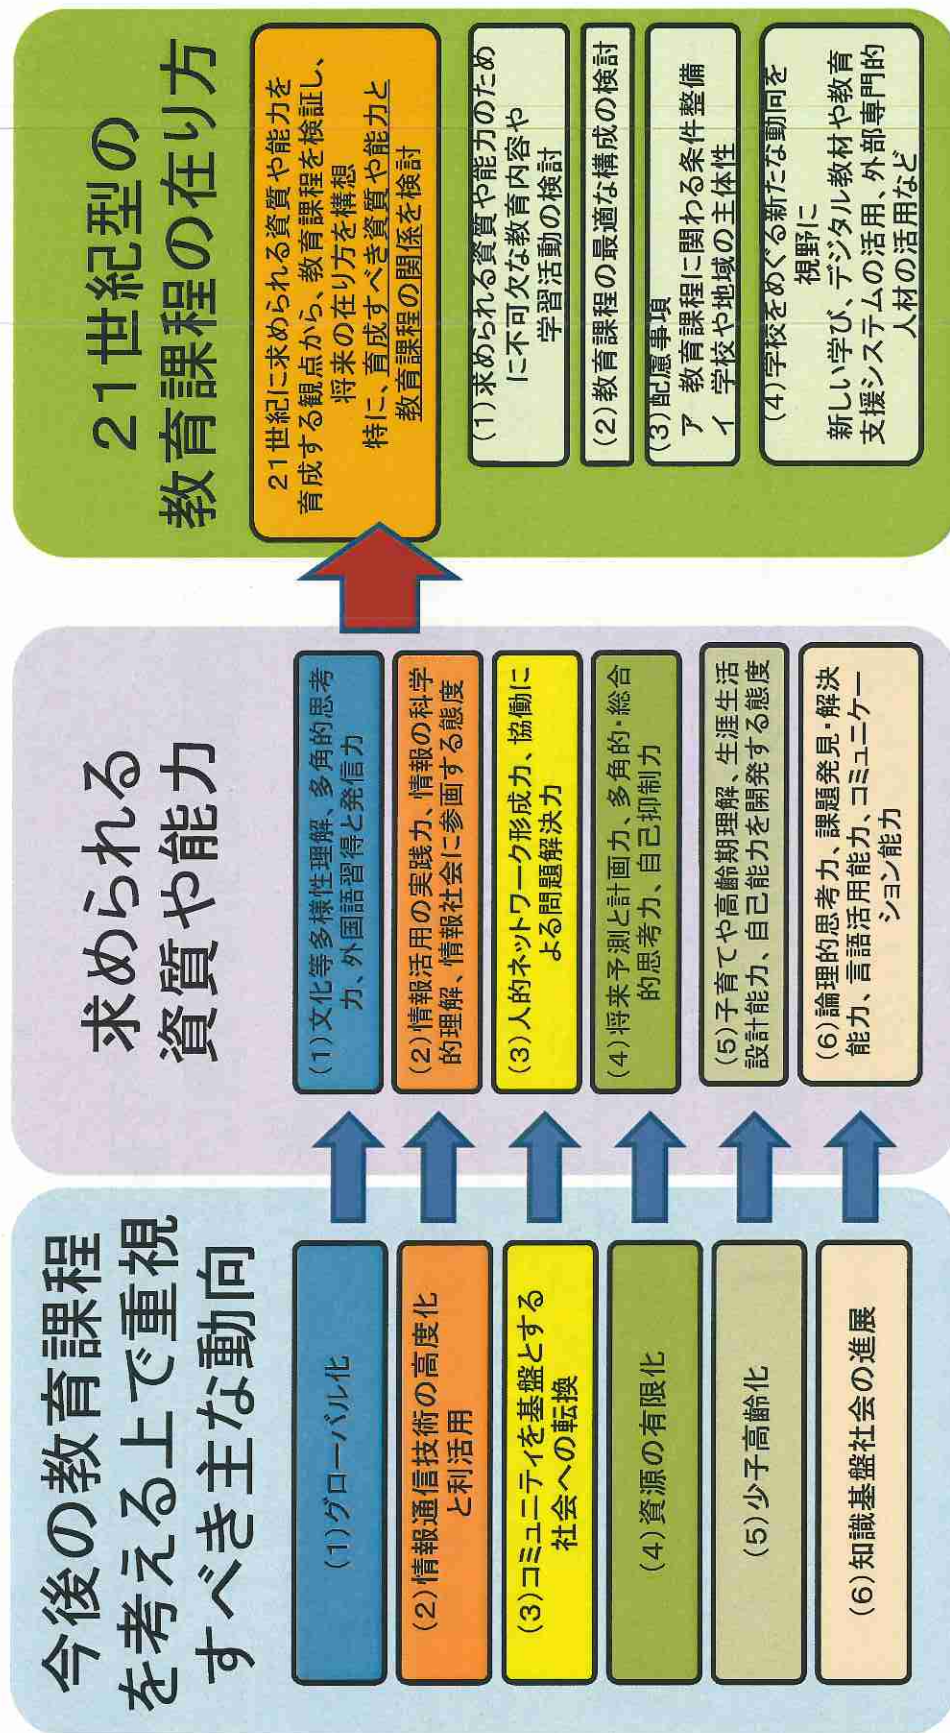 今後の教育課程
を考える上で重視
すべき主な動向
(1)グローバル化
(2)情報通信技術の高度化
と利活用
(3)コミュニティを基盤とする
社会への転換
(4)資源の有限化
(5)少子高齢化
(6)知識基盤社会の進展
求められる
資質や能力
(1)文化等多様性理解、多角的思考
力、外国語習得と発信力
(2)情報活用の実践力、情報の科学
的理解、情報社会に参画する態度
(3)人的ネットワーク形成力、協働に
よる問題解決力
(4)将来予測と計画力、多角的・総合
的思考力、自己抑制力
(5)子育てや高齢期理解、生涯生活
設計能力、自己能力を開発する態度
(6)論理的思考力、課題発見・解決
能力、言語活用能力、コミュニケー
ション能力
21世紀型の
教育課程の在り方
21世紀に求められる資質や能力を
育成する観点から、教育課程を検証し、
将来の在り方を構想
特に、育成すべき資質や能力と
教育課程の関係を検討
(1)求められる資質や能力のため
に不可欠な教育内容や
学習活動の検討
(2)教育課程の最適な構成の検討
(3)配慮事項
ア 教育課程に関わる条件整備
イ 学校や地域の主体性
(4)学校をめぐる新たな動向を
視野に
新しい学び、デジタル教材や教育
支援システムの活用、外部専門的
人材の活用など